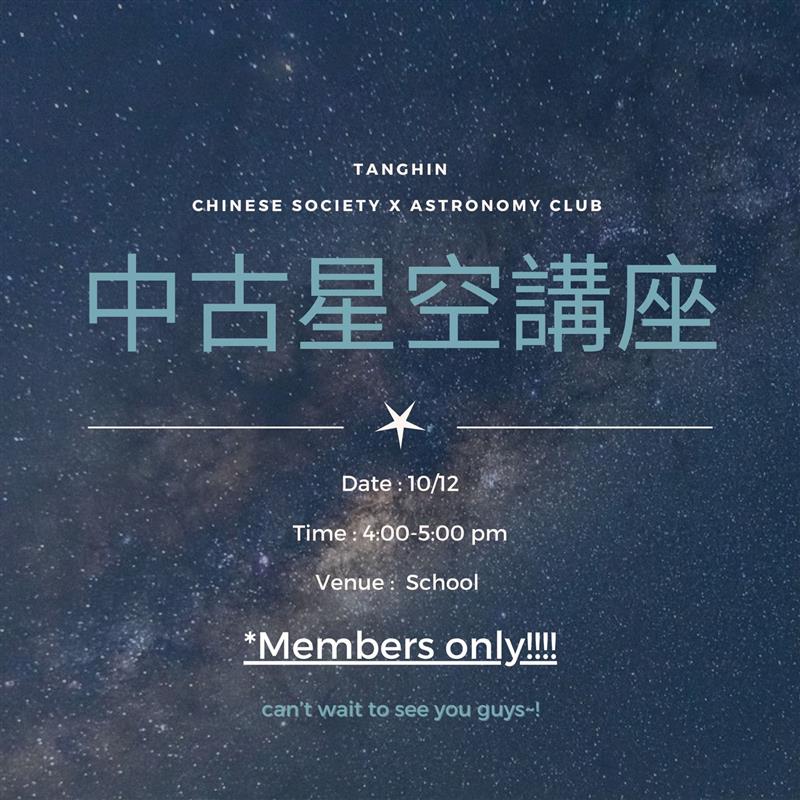 TANGHIN
CHINESE SOCIETY X ASTRONOMY CLUB
中古星空講座
Date : 10/12
Time : 4:00-5:00 pm
Venue :  School
*Members only!!!!
can't wait to see you guys~!